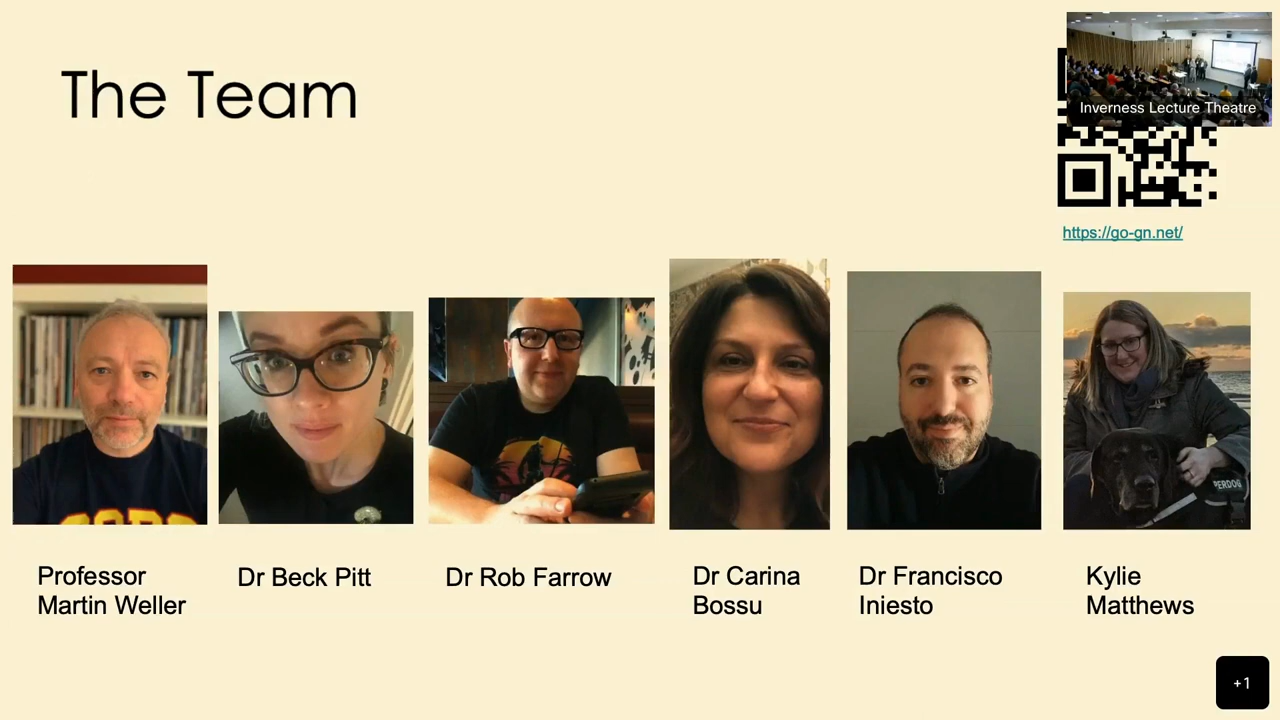 The Team
Inverness Lecture Theatre
https://go-gn.net/
PERDOG
Professor
Martin Weller
Dr Beck Pitt
Dr Rob Farrow
Dr Carina
Bossu
Dr Francisco
Iniesto
Kylie
Matthews
+1